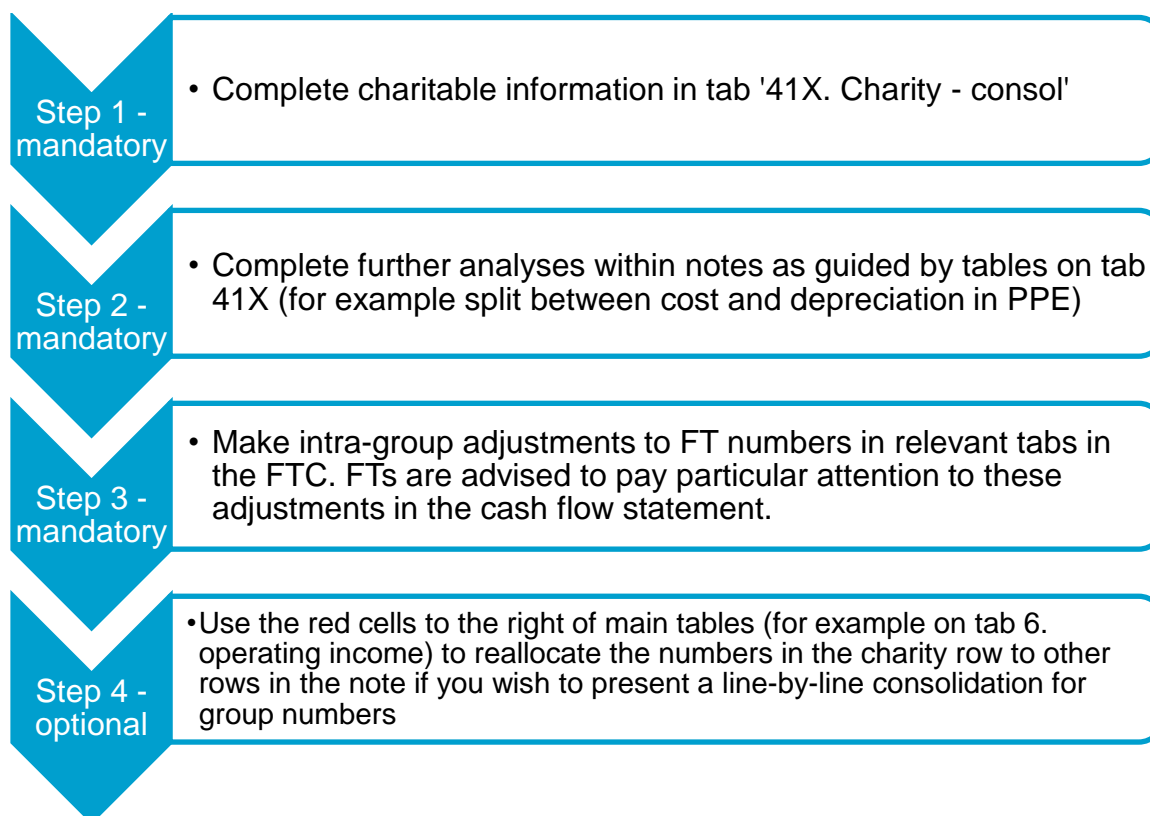 Step 1 -
mandatory
• Complete charitable information in tab '41X. Charity - consol'
Step 2 -
mandatory
• Complete further analyses within notes as guided by tables on tab
41X (for example split between cost and depreciation in PPE)
Step 3 -
mandatory
• Make intra-group adjustments to FT numbers in relevant tabs in
the FTC. FTs are advised to pay particular attention to these
adjustments in the cash flow statement.
Step 4 -
optional
•Use the red cells to the right of main tables (for example on tab 6.
operating income) to reallocate the numbers in the charity row to other
rows in the note if you wish to present a line-by-line consolidation for
group numbers